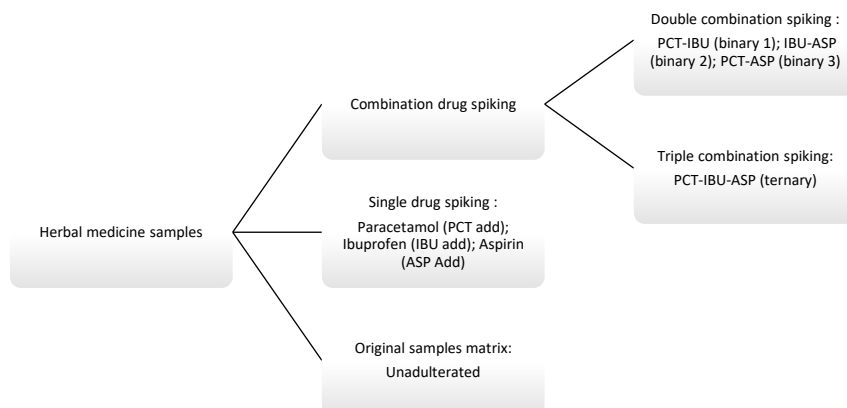 Herbal medicine samples
Combination drug spiking
Double combination spiking :
PCT-IBU (binary 1); IBU-ASP
(binary 2); PCT-ASP (binary 3)
Triple combination spiking:
PCT-IBU-ASP (ternary)
Single drug spiking :
Paracetamol (PCT add);
Ibuprofen (IBU add); Aspirin
(ASP Add)
Original samples matrix:
Unadulterated